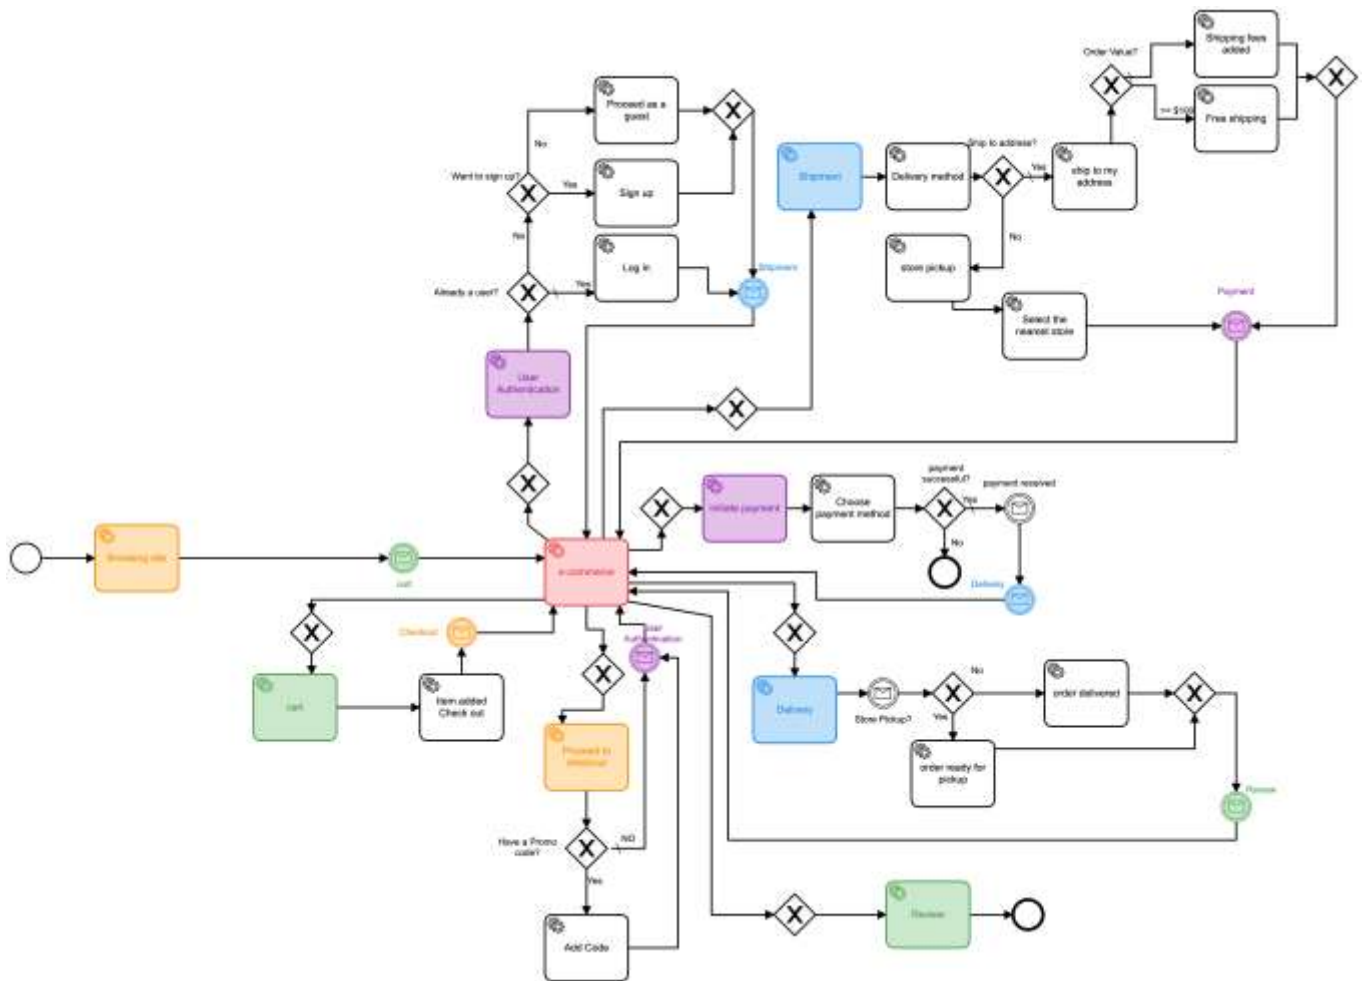 Shipping fees
added
Order Value?
>= $100
Free shipping
Proceed as a
guest
No
Want to sign up?
Yes
Sign up
No
Log in
Already a user?
Yes
Shipment
User
Authentication
Shipment
Delivery method
Ship to address?
Yes
ship to my
address
No
store pickup
Select the
nearest store
Payment
payment
successful?
payment received
initiate payment
Choose
payment method
Yes
No
Delivery
Browsing site
cart
e-commerce
Checkout
User
Authentication
cart
Item added
Check out
Proceed to
checkout
Have a Promo
code?
NO
Yes
Add Code
Delivery
Store Pickup?
No
Yes
order delivered
order ready for
pickup
Review
Review